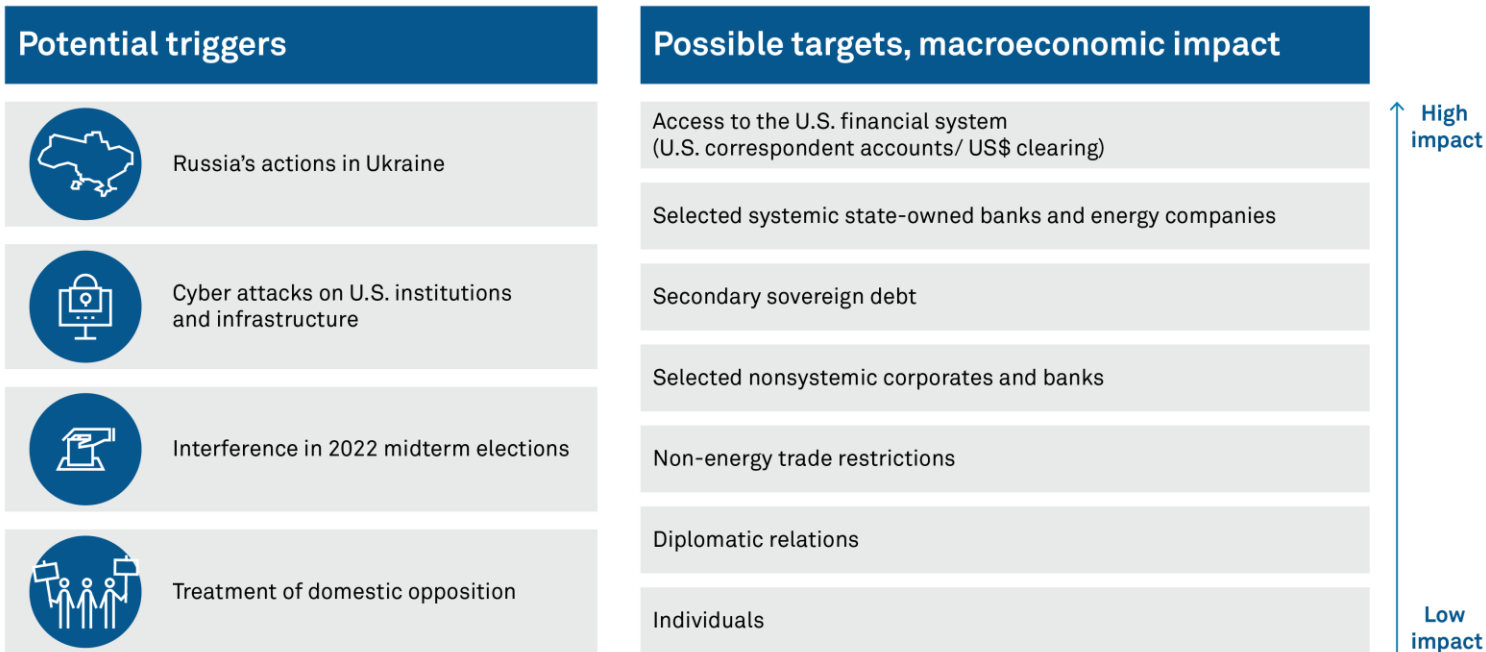 Potential triggers
Russia’s actions in Ukraine
Cyber attacks on U.S. institutions
and infrastructure
Interference in 2022 midterm elections
Treatment of domestic opposition
Possible targets, macroeconomic impact
Access to the U.S. financial system
(U.S. correspondent accounts/ US$ clearing)
Selected systemic state-owned banks and energy companies
Secondary sovereign debt
Selected nonsystemic corporates and banks
Non-energy trade restrictions
Diplomatic relations
Individuals
High
impact
Low
impact